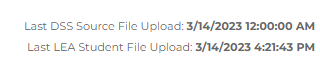 Last DSS Source File Upload: 3/14/2023 12:00:00 AM
Last LEA Student File Upload: 3/14/2023 4:21:43 PM